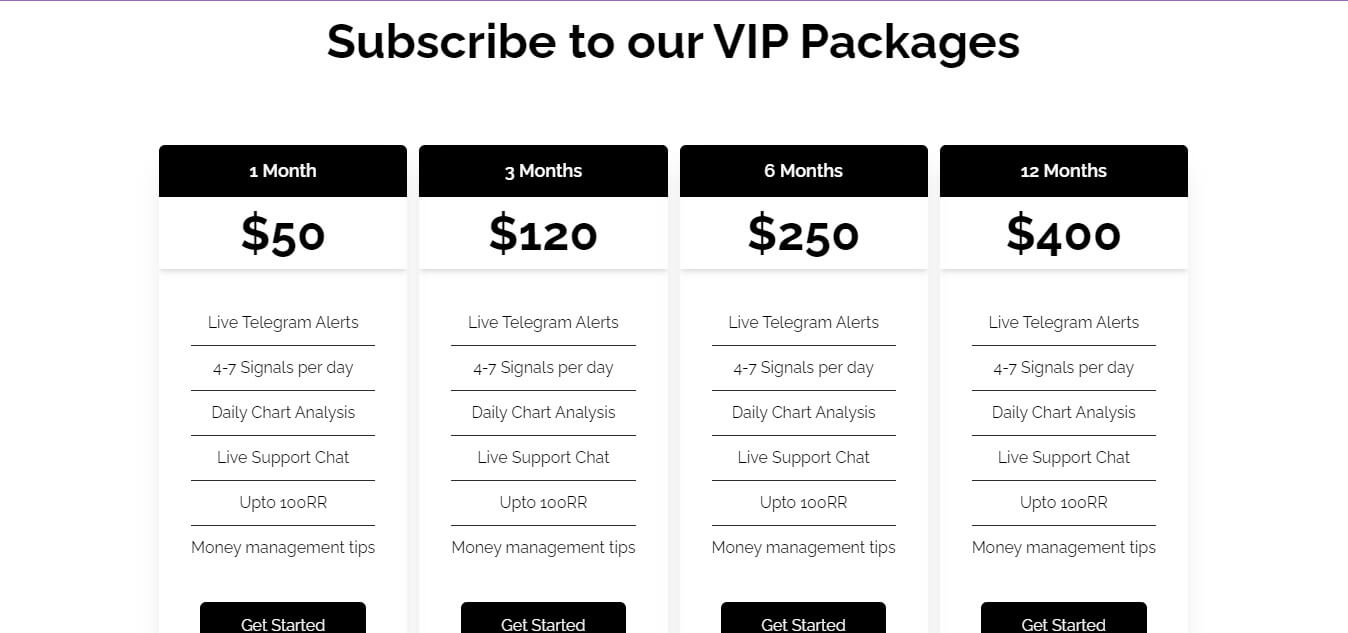 Subscribe to our VIP Packages
1 Month
$50
Live Telegram Alerts
4-7 Signals per day
Daily Chart Analysis
Live Support Chat
Upto 100RR
Money management tips
Get Started
3 Months
$120
Live Telegram Alerts
4-7 Signals per day
Daily Chart Analysis
Live Support Chat
Upto 100RR
Money management tips
Get Started
6 Months
$250
Live Telegram Alerts
4-7 Signals per day
Daily Chart Analysis
Live Support Chat
Upto 100RR
Money management tips
Get Started
12 Months
$400
Live Telegram Alerts
4-7 Signals per day
Daily Chart Analysis
Live Support Chat
Upto 100RR
Money management tips
Get Started